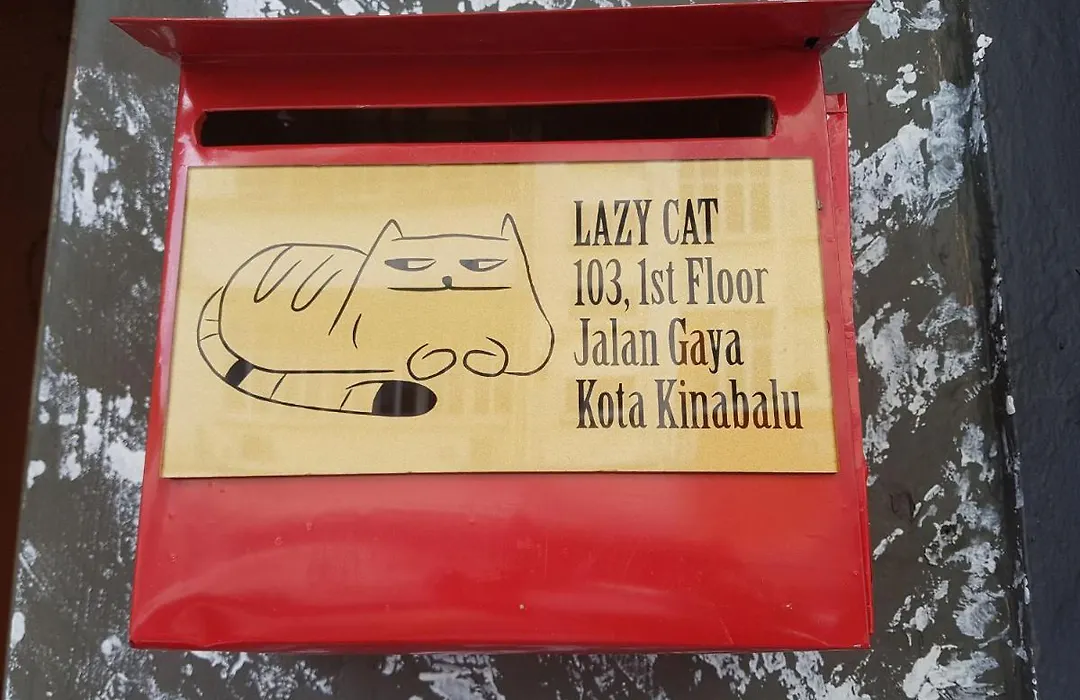 LAZY CAT
103, 1st Floor
Jalan Gaya
Kota Kinabalu